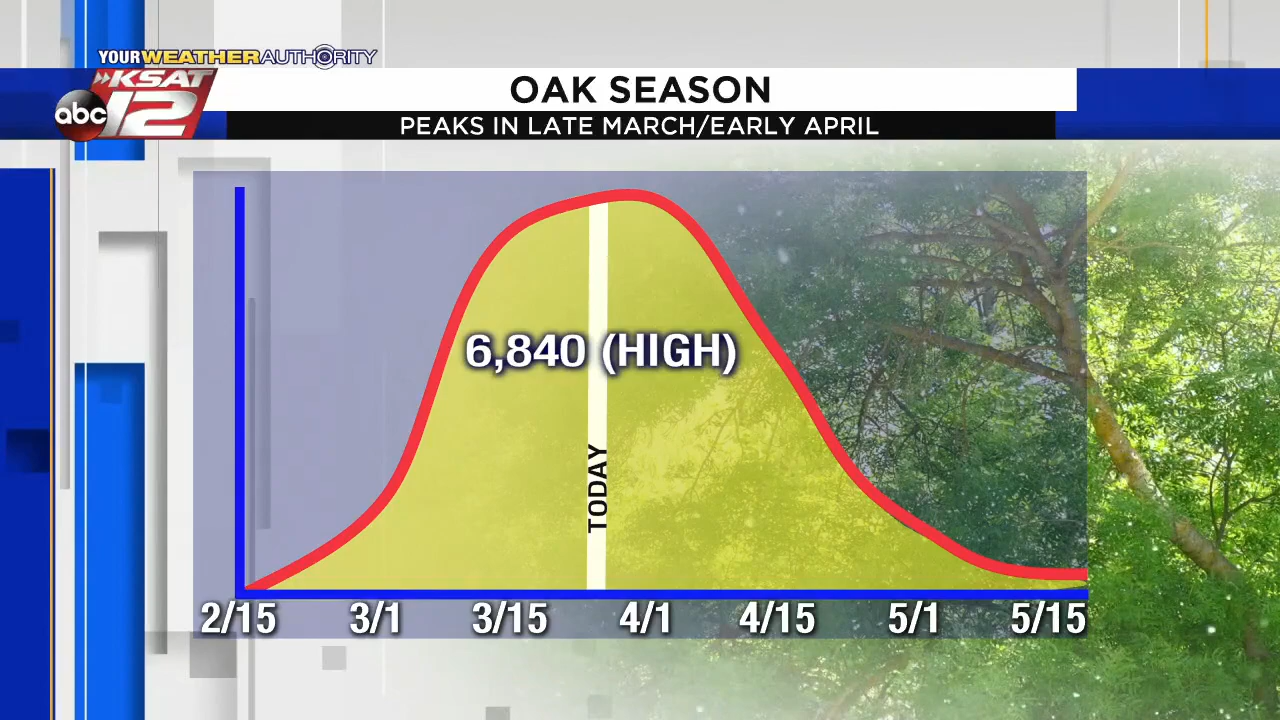 YOUR WEATHER AUTHORITY
KSAT
abc 12
OAK SEASON
PEAKS IN LATE MARCH/EARLY APRIL
6,840 (HIGH)
TODAY
2/15 3/1 3/15 4/1 4/15 5/1 5/15